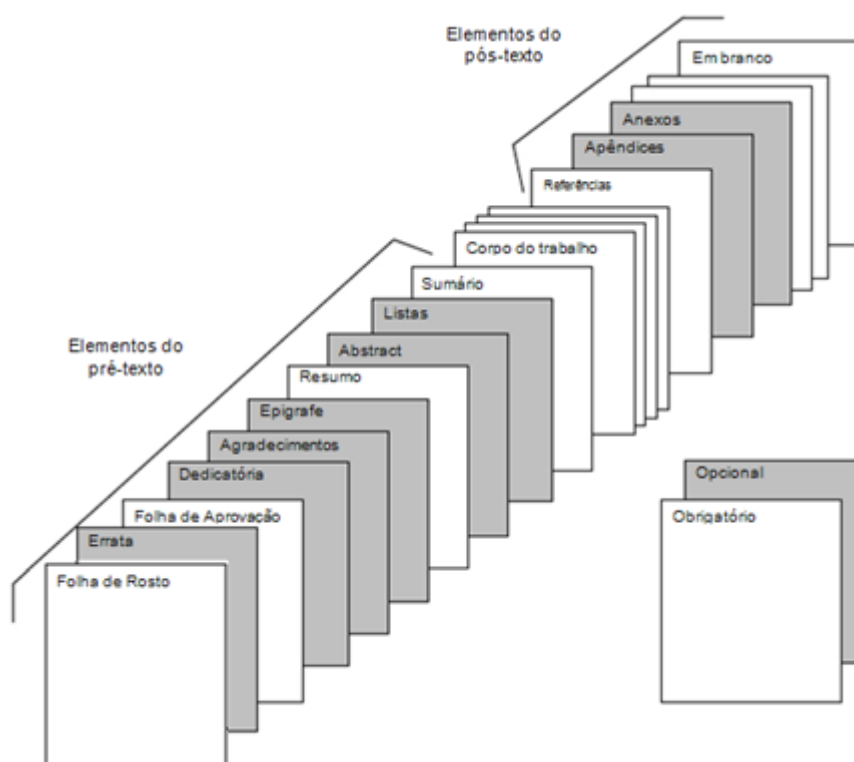 Elementos do
pós-texto
Em branco
Anexos
Apêndices
Referências
Corpo do trabalho
Sumário
Listas
Abstract
Elementos do
pré-texto
Resumo
Epigrafe
Agradecimentos
Dedicatória
Folha de Aprovação
Errata
Folha de Rosto
Opcional
Obrigatório